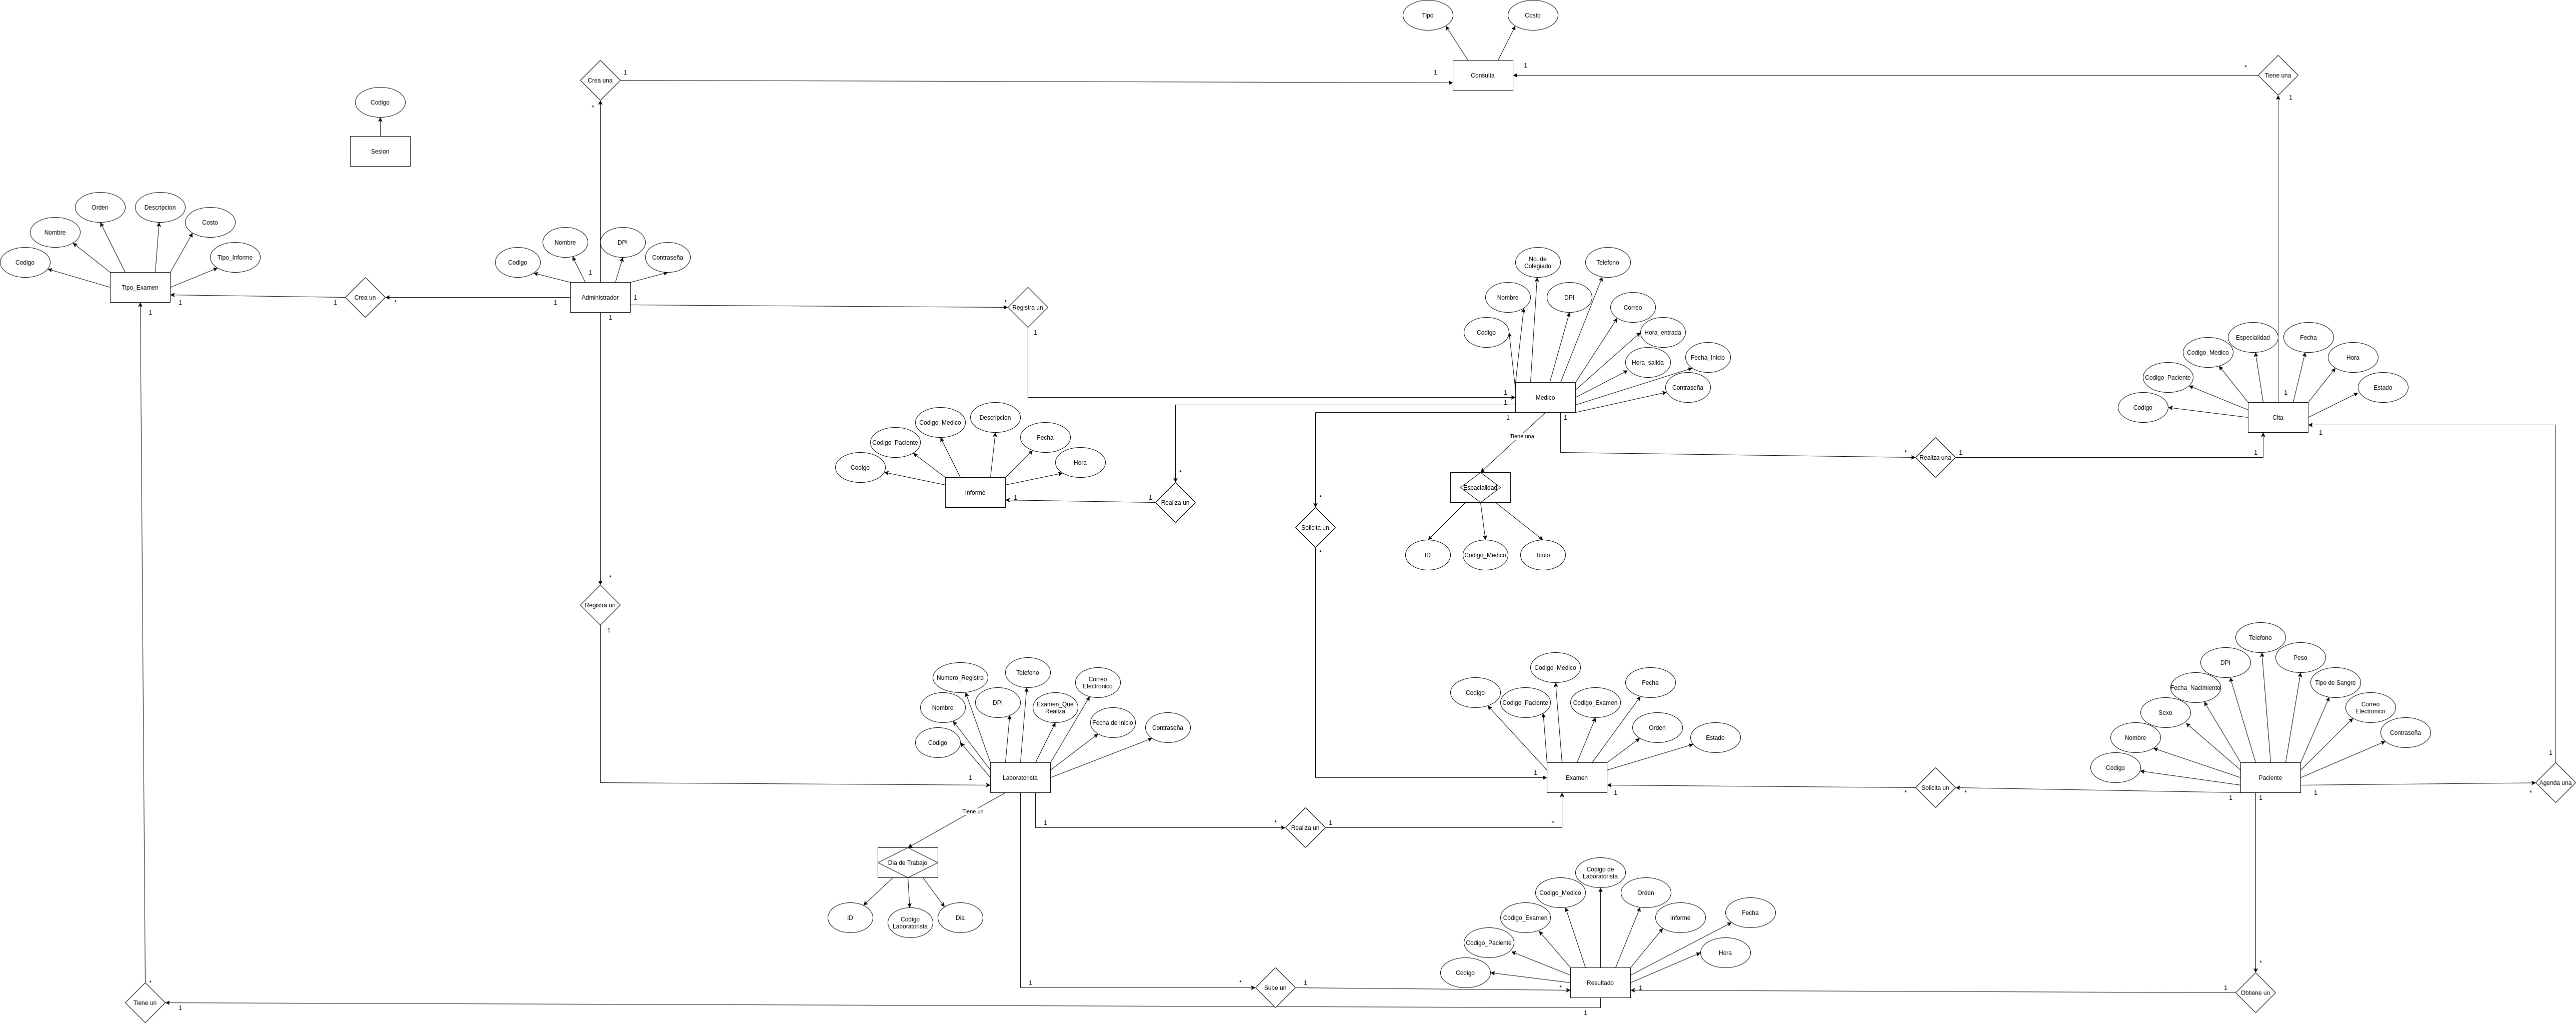 Tipo
Costo
Consulta
1
1
1
*
Crea una
1
*
Tiene una
1
Codigo
Sesion
Orden
Descripcion
Costo
Nombre
Codigo
Tipo_Informe
Tipo_Examen
1
1
Crea un
1
*
1
Nombre
DPI
Codigo
Contraseña
1
Administrador
1
1
*
Registra un
1
No. de
Colegiado
Telefono
Nombre
DPI
Correo
Codigo
Hora_entrada
Hora_salida
Fecha_Inicio
Contraseña
Medico
1
1
1
1
Especialidad
Fecha
Codigo_Medico
Hora
Codigo_Paciente
Estado
Codigo
1
Cita
1
Codigo_Medico
Descripcion
Codigo_Paciente
Fecha
Codigo
Hora
Informe
1
1
*
Realiza un
Tiene una
Espacialidad
ID
Codigo_Medico
Titulo
*
Realiza una
1
1
*
Solicita un
*
*
Registra un
1
Numero_Registro
Telefono
Correo
Electronico
Nombre
DPI
Examen_Que
Realiza
Fecha de Inicio
Contraseña
Codigo
1
Laboratorista
Tiene un
Dia de Trabajo
ID
Codigo
Laboratorista
Dia
1
*
Realiza un
1
*
Codigo_Medico
Codigo
Fecha
Codigo_Paciente
Codigo_Examen
Orden
Estado
1
Examen
1
*
Solicita un
*
Telefono
DPI
Peso
Fecha_Nacimiento
Tipo de Sangre
Sexo
Correo
Electronico
Nombre
Contraseña
Codigo
Paciente
1
1
1
*
Agenda una
1
Codigo de
Laboratorista
Codigo_Medico
Orden
Codigo_Examen
Informe
Fecha
Codigo_Paciente
Hora
Codigo
Resultado
*
1
1
1
*
Sube un
1
*
Obtiene un
1
*
Tiene un
1